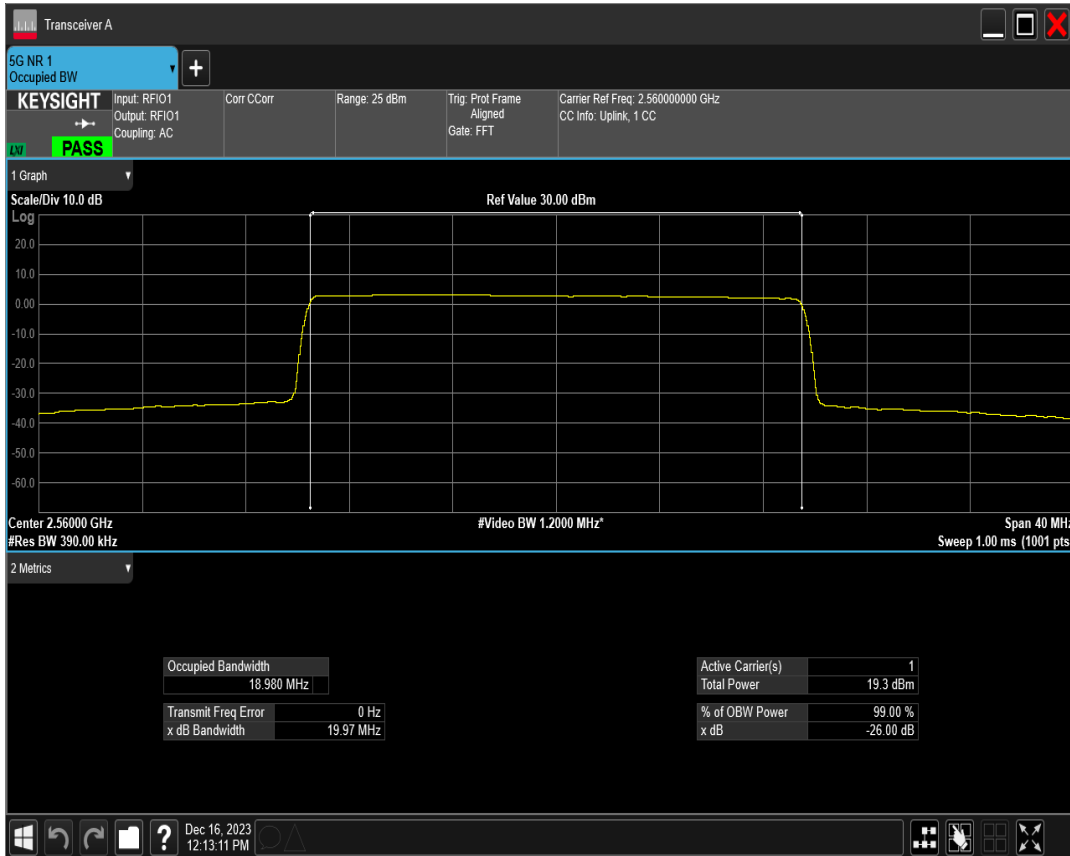 Transceiver A
5G NR 1
Occupied BW
KEYSIGHT
LXI
PASS
Input: RFIO1
Output: RFIO1
Coupling: AC
Corr CCorr
Range: 25 dBm
Trig: Prot Frame
Aligned
Gate: FFT
Carrier Ref Freq: 2.560000000 GHz
CC Info: Uplink, 1 CC
1 Graph
Scale/Div 10.0 dB
Ref Value 30.00 dBm
Log
20.0
10.0
0.00
-10.0
-20.0
-30.0
-40.0
-50.0
-60.0
Center 2.56000 GHz
#Video BW 1.2000 MHz*
Span 40 MHz
#Res BW 390.00 kHz
Sweep 1.00 ms (1001 pts
2 Metrics
Occupied Bandwidth
18.980 MHz
Transmit Freq Error 0 Hz
x dB Bandwidth 19.97 MHz
Active Carrier(s) 1
Total Power 19.3 dBm
% of OBW Power 99.00 %
x dB -26.00 dB
?
Dec 16, 2023
12:13:11 PM